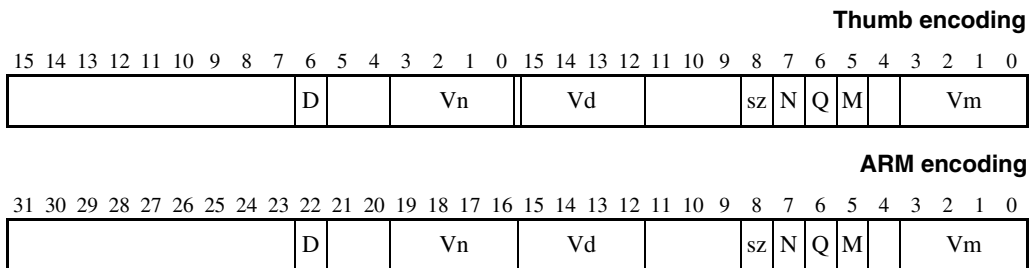 Thumb encoding
15 14 13 12 11 10 9 8 7 6 5 4 3 2 1 0 15 14 13 12 11 10 9 8 7 6 5 4 3 2 1 0
D Vn Vd sz N Q M Vm
ARM encoding
31 30 29 28 27 26 25 24 23 22 21 20 19 18 17 16 15 14 13 12 11 10 9 8 7 6 5 4 3 2 1 0
D Vn Vd sz N Q M Vm